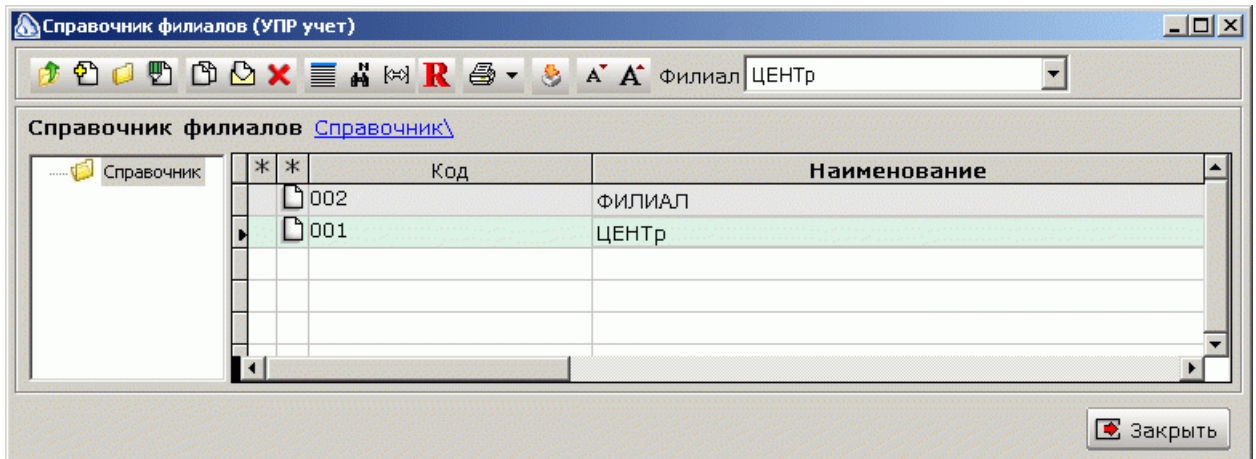 Справочник филиалов (УПР учет)
R А А Филиал ЦЕНТр
Справочник филиалов Справочник\
Справочник * * Код Наименование
002 ФИЛИАЛ
001 ЦЕНТр
Закрыть